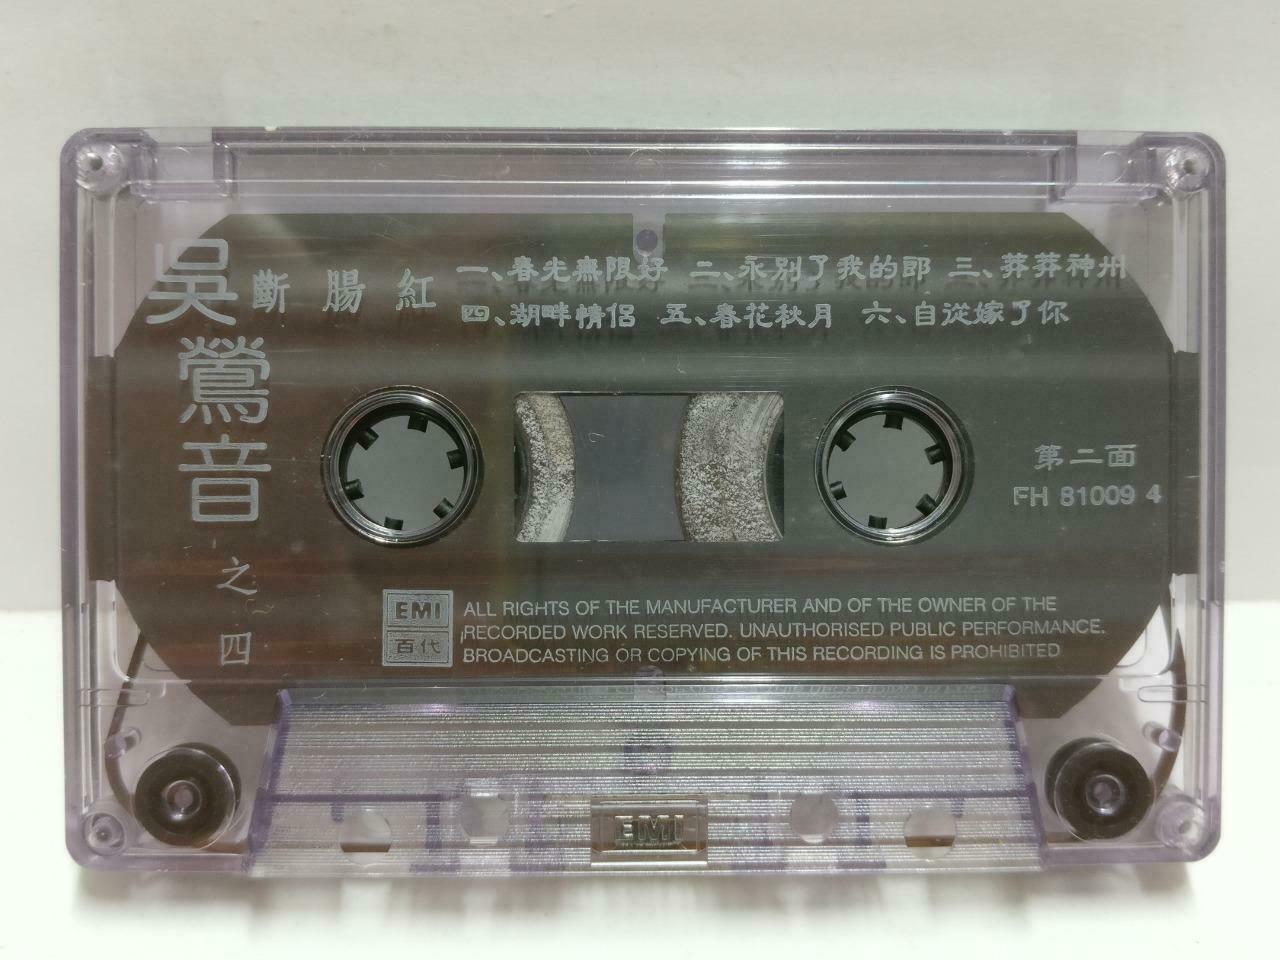 吳鶯音
之四
斷腸紅
一、春光無限好 二、永別了我的郎 三、莽莽神州
四、湖畔情侶 五、春花秋月 六、自從嫁了你
第二面
FH 81009 4
EMI
百代
ALL RIGHTS OF THE MANUFACTURER AND OF THE OWNER OF THE
RECORDED WORK RESERVED. UNAUTHORISED PUBLIC PERFORMANCE.
BROADCASTING OR COPYING OF THIS RECORDING IS PROHIBITED
EMI